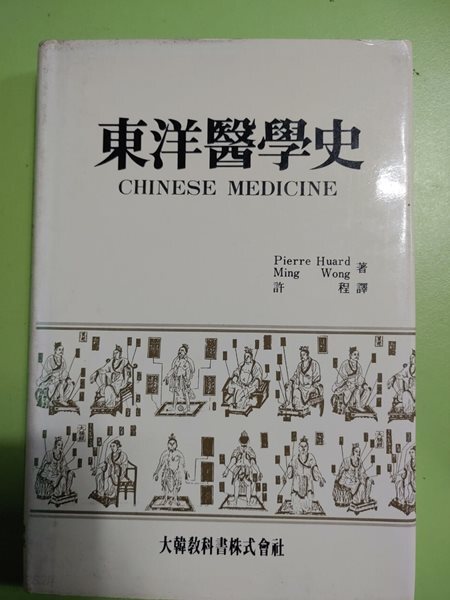 東洋醫學史
CHINESE MEDICINE
Pierre Huard 著
Ming Wong
許 程 譯
大韓敎科書株式會社